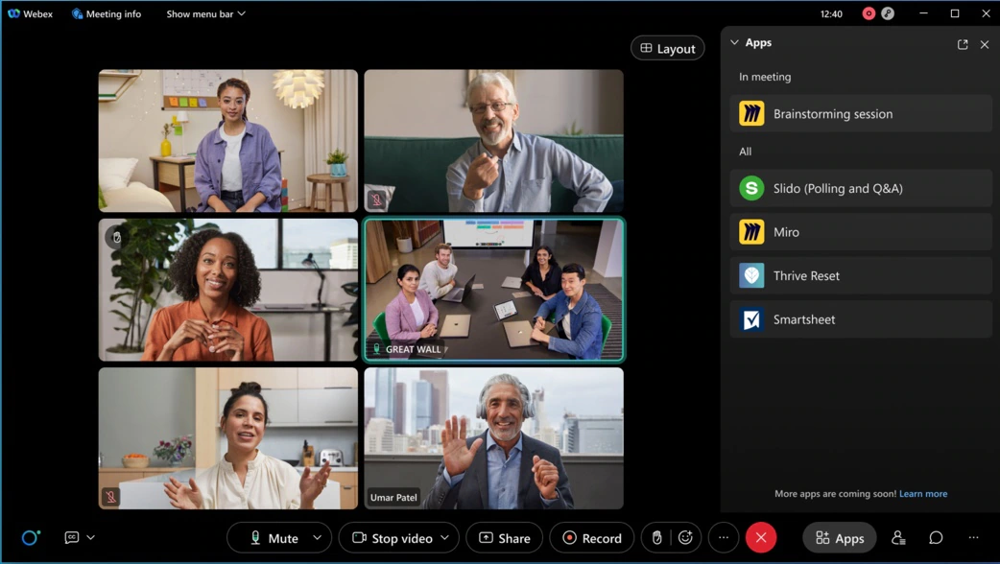 Webex
Meeting info
Show menu bar
12:40
Layout
GREAT WALL
Umar Patel
Apps
In meeting
Brainstorming session
All
S
Slido (Polling and Q&A)
Miro
Thrive Reset
Smartsheet
More apps are coming soon! Learn more
CC
Mute
Stop video
Share
Record
Apps